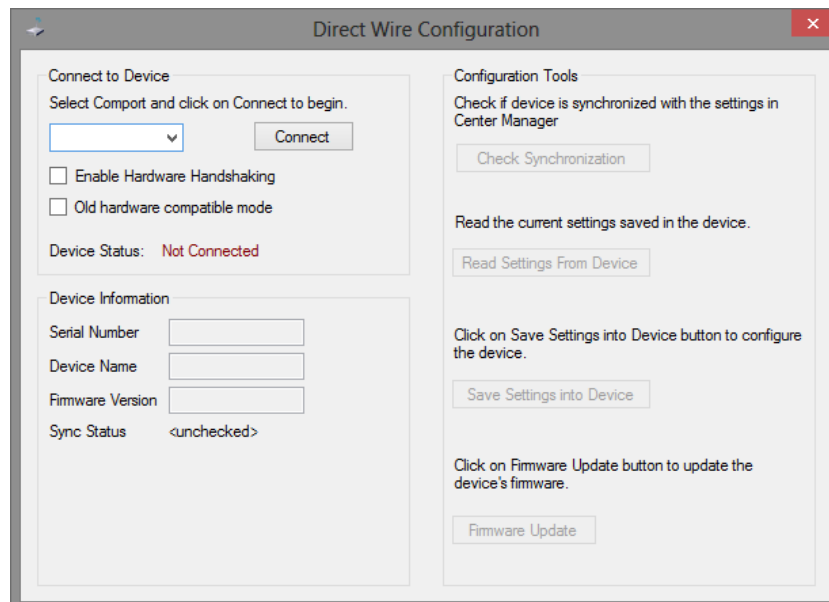 Direct Wire Configuration
Connect to Device
Select Comport and click on Connect to begin.
Connect
Enable Hardware Handshaking
Old hardware compatible mode
Device Status: Not Connected
Device Information
Serial Number
Device Name
Firmware Version
Sync Status <unchecked>
Configuration Tools
Check if device is synchronized with the settings in
Center Manager
Check Synchronization
Read the current settings saved in the device.
Read Settings From Device
Click on Save Settings into Device button to configure
the device.
Save Settings into Device
Click on Firmware Update button to update the
device's firmware.
Firmware Update